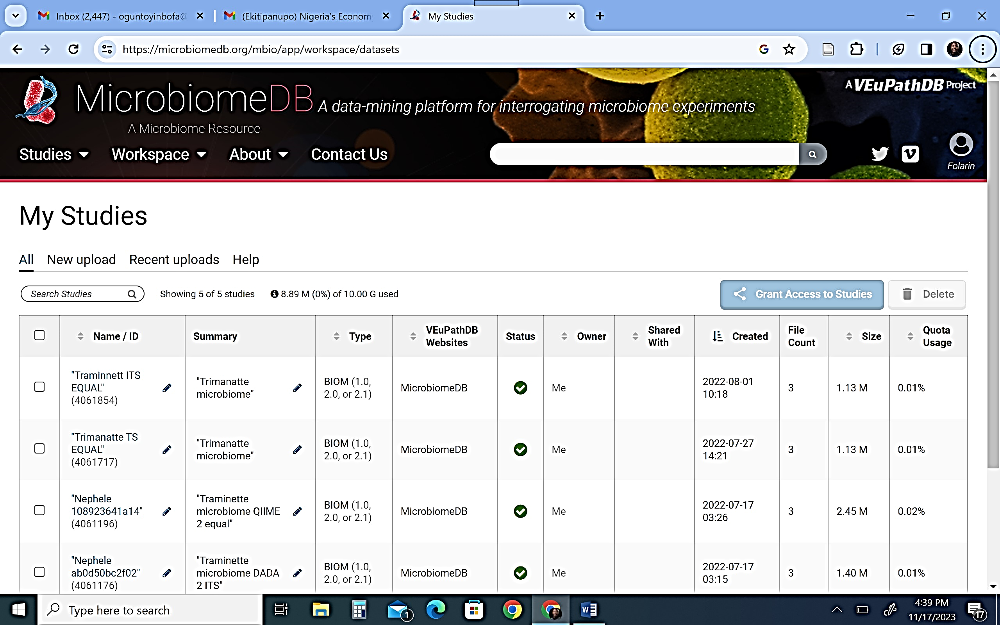 Inbox (2,447) - oguntoyinbofa@
(Ekitipanupo) Nigeria's Econom
My Studies
https://microbiomedb.org/mbio/app/workspace/datasets
MicrobiomeDB A data-mining platform for interrogating microbiome experiments
A VEuPathDB Project
A Microbiome Resource
Studies Workspace About Contact Us
Folarin
My Studies
All New upload Recent uploads Help
Search Studies Showing 5 of 5 studies 8.89 M (0%) of 10.00 G used Grant Access to Studies Delete
Name / ID Summary Type VEuPathDB Websites Status Owner Shared With Created File Count Size Quota Usage
"Traminnett ITS EQUAL" (4061854) "Trimanatte microbiome" BIOM (1.0, 2.0, or 2.1) MicrobiomeDB Me 2022-08-01 10:18 3 1.13 M 0.01%
"Trimanatte TS EQUAL" (4061717) "Trimanatte microbiome" BIOM (1.0, 2.0, or 2.1) MicrobiomeDB Me 2022-07-27 14:21 3 1.13 M 0.01%
"Nephele 108923641a14" (4061196) "Traminette microbiome QIIME 2 equal" BIOM (1.0, 2.0, or 2.1) MicrobiomeDB Me 2022-07-17 03:26 3 2.45 M 0.02%
"Nephele ab0d50bc2f02" (4061176) "Traminette microbiome DADA 2 ITS" BIOM (1.0, 2.0, or 2.1) MicrobiomeDB Me 2022-07-17 03:15 3 1.40 M 0.01%
Type here to search
1
4:39 PM
11/17/2023
17